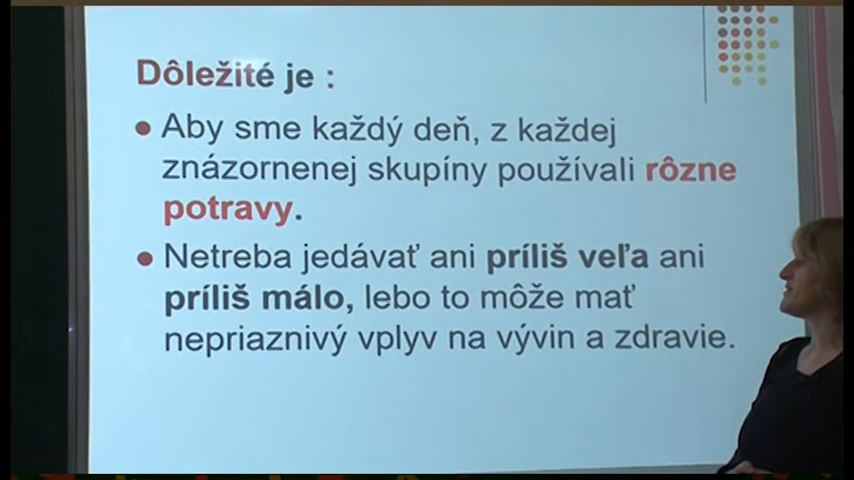 Dôležité je :
Aby sme každý deň, z každej
znázornenej skupíny používali rôzne
potravy.
Netreba jedávať ani príliš veľa ani
príliš málo, lebo to môže mať
nepriaznivý vplyv na vývin a zdravie.